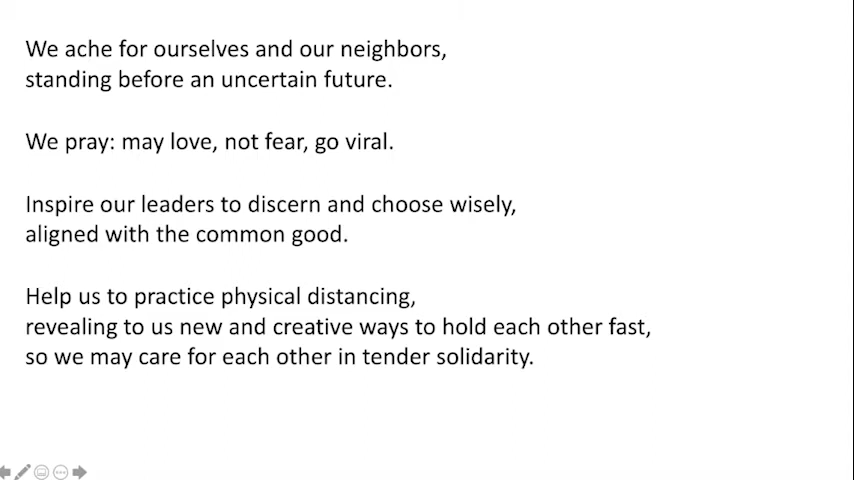 We ache for ourselves and our neighbors,
standing before an uncertain future.
We pray: may love, not fear, go viral.
Inspire our leaders to discern and choose wisely,
aligned with the common good.
Help us to practice physical distancing,
revealing to us new and creative ways to hold each other fast,
so we may care for each other in tender solidarity.